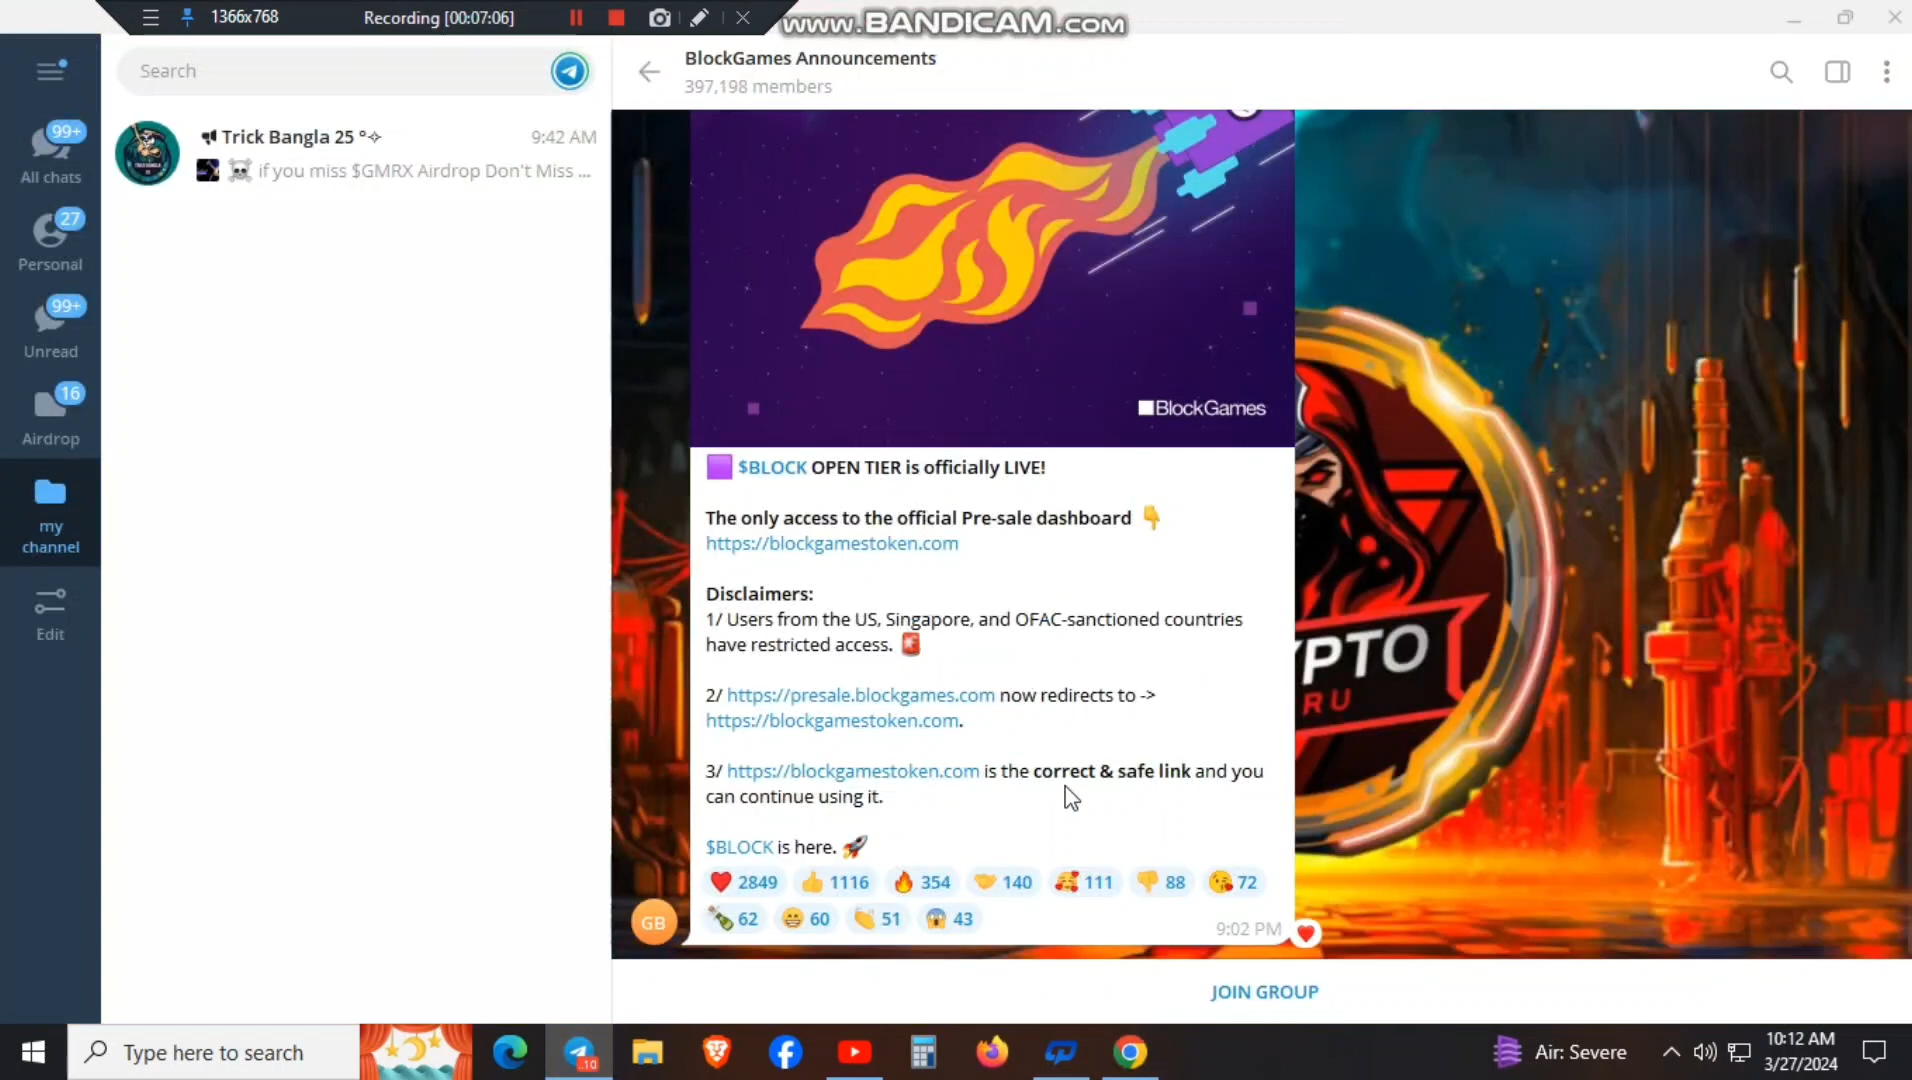 1366x768
Recording [00:07:06]
www.BANDICAM.com
Search
BlockGames Announcements
397,198 members
99+
All chats
27
Personal
99+
Unread
16
Airdrop
my
channel
Edit
Trick Bangla 25 °✧
9:42 AM
☠️ if you miss $GMRX Airdrop Don't Miss ...
BlockGames
🟪 $BLOCK OPEN TIER is officially LIVE!
The only access to the official Pre-sale dashboard 👇
https://blockgamestoken.com
Disclaimers:
1/ Users from the US, Singapore, and OFAC-sanctioned countries
have restricted access. 🚨
2/ https://presale.blockgames.com now redirects to ->
https://blockgamestoken.com.
3/ https://blockgamestoken.com is the correct & safe link and you
can continue using it.
$BLOCK is here. 🚀
❤️ 2849 👍 1116 🔥 354 🤝 140 🥰 111 👎 88 😘 72
🍾 62 😁 60 👏 51 😱 43
9:02 PM
GB
YPTO
RU
JOIN GROUP
Type here to search
10
Air: Severe
10:12 AM
3/27/2024